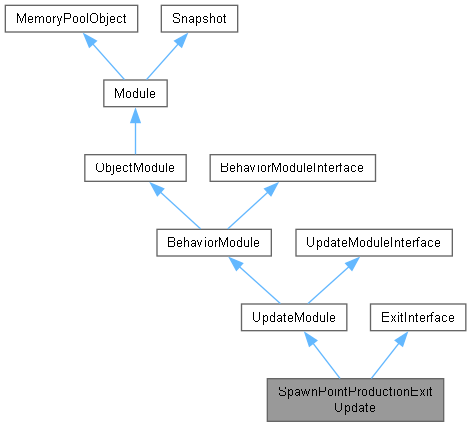 MemoryPoolObject
Snapshot
Module
ObjectModule
BehaviorModuleInterface
BehaviorModule
UpdateModuleInterface
UpdateModule
ExitInterface
SpawnPointProductionExit
Update